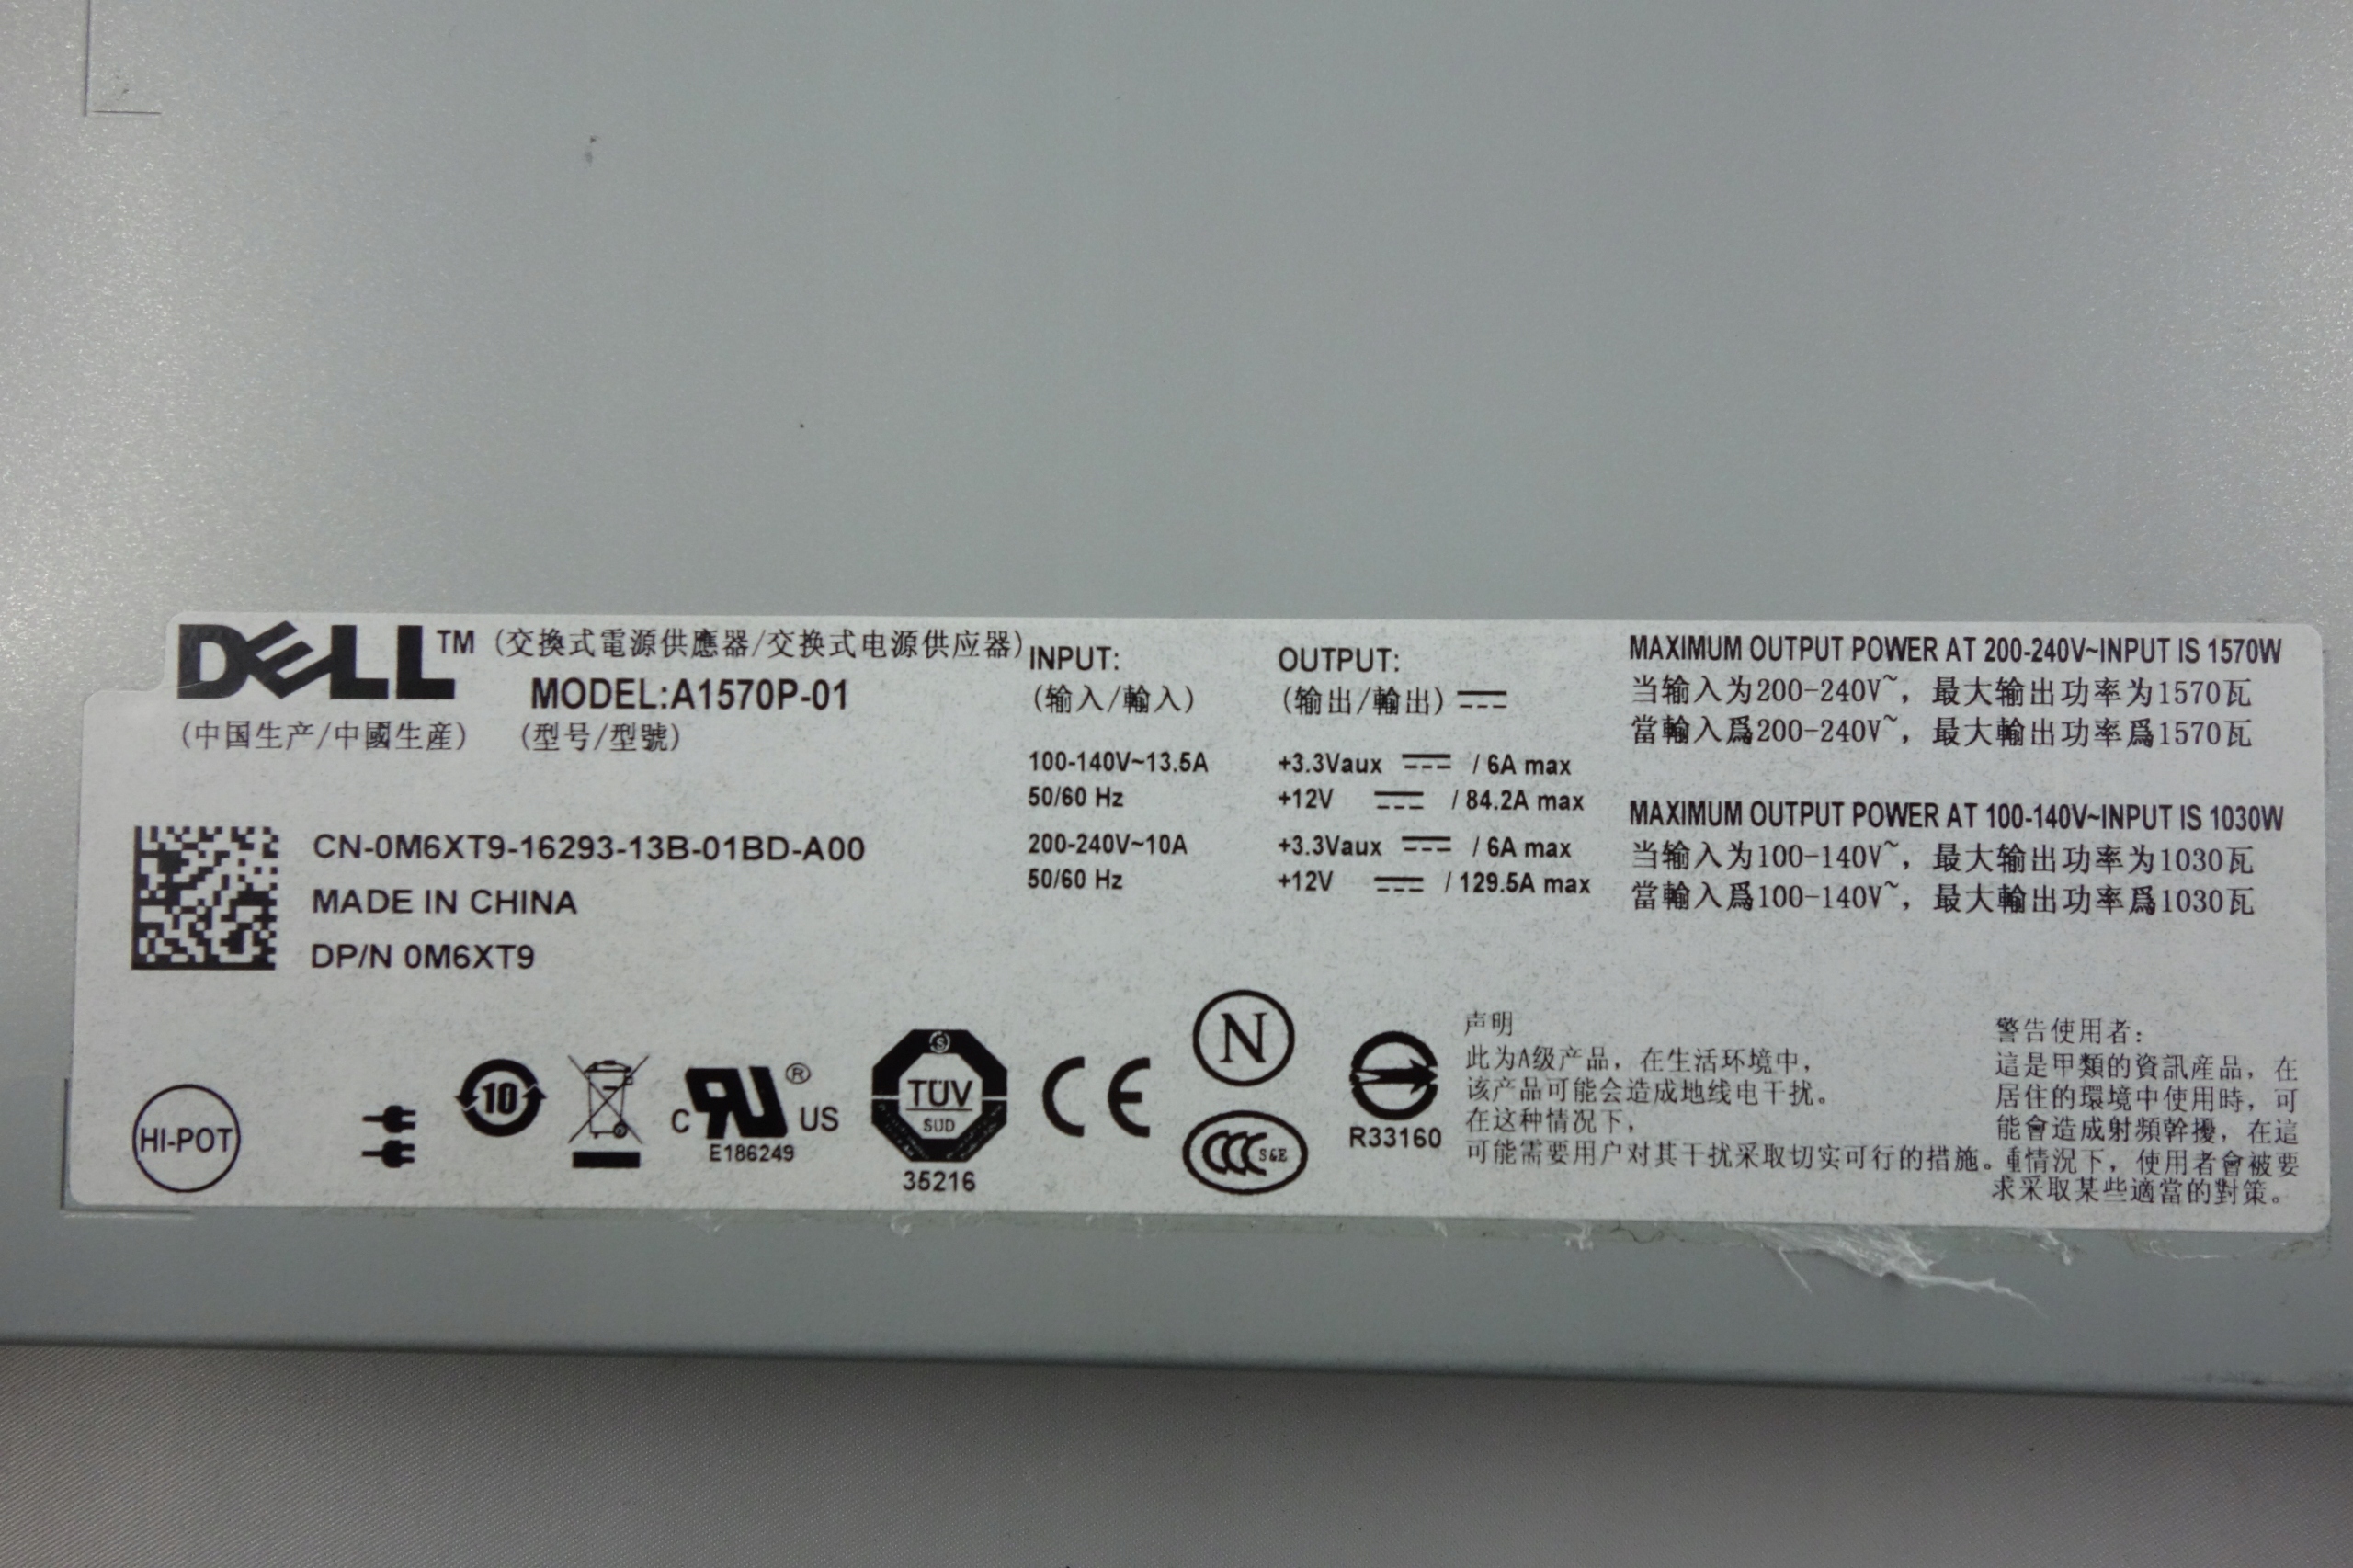 DELL™ (交換式電源供應器/交换式电源供应器)
MODEL:A1570P-01
(中国生产/中國生産) (型号/型號)
CN-0M6XT9-16293-13B-01BD-A00
MADE IN CHINA
DP/N 0M6XT9
INPUT:
(输入/輸入)
100-140V~13.5A
50/60 Hz
200-240V~10A
50/60 Hz
OUTPUT:
(输出/輸出) ⎓
+3.3Vaux ⎓ / 6A max
+12V ⎓ / 84.2A max
+3.3Vaux ⎓ / 6A max
+12V ⎓ / 129.5A max
MAXIMUM OUTPUT POWER AT 200-240V~INPUT IS 1570W
当输入为200-240V~, 最大输出功率为1570瓦
當輸入爲200-240V~, 最大輸出功率爲1570瓦
MAXIMUM OUTPUT POWER AT 100-140V~INPUT IS 1030W
当输入为100-140V~, 最大输出功率为1030瓦
當輸入爲100-140V~, 最大輸出功率爲1030瓦
HI-POT
10
C RU® US
E186249
S
TÜV
SÜD
35216
CE
N
CCC S&E
R33160
声明
此为A级产品, 在生活环境中,
该产品可能会造成地线电干扰。
在这种情况下,
可能需要用户对其干扰采取切实可行的措施。
警告使用者:
這是甲類的資訊産品, 在
居住的環境中使用時, 可
能會造成射頻幹擾, 在這
重情況下, 使用者會被要
求采取某些適當的對策。